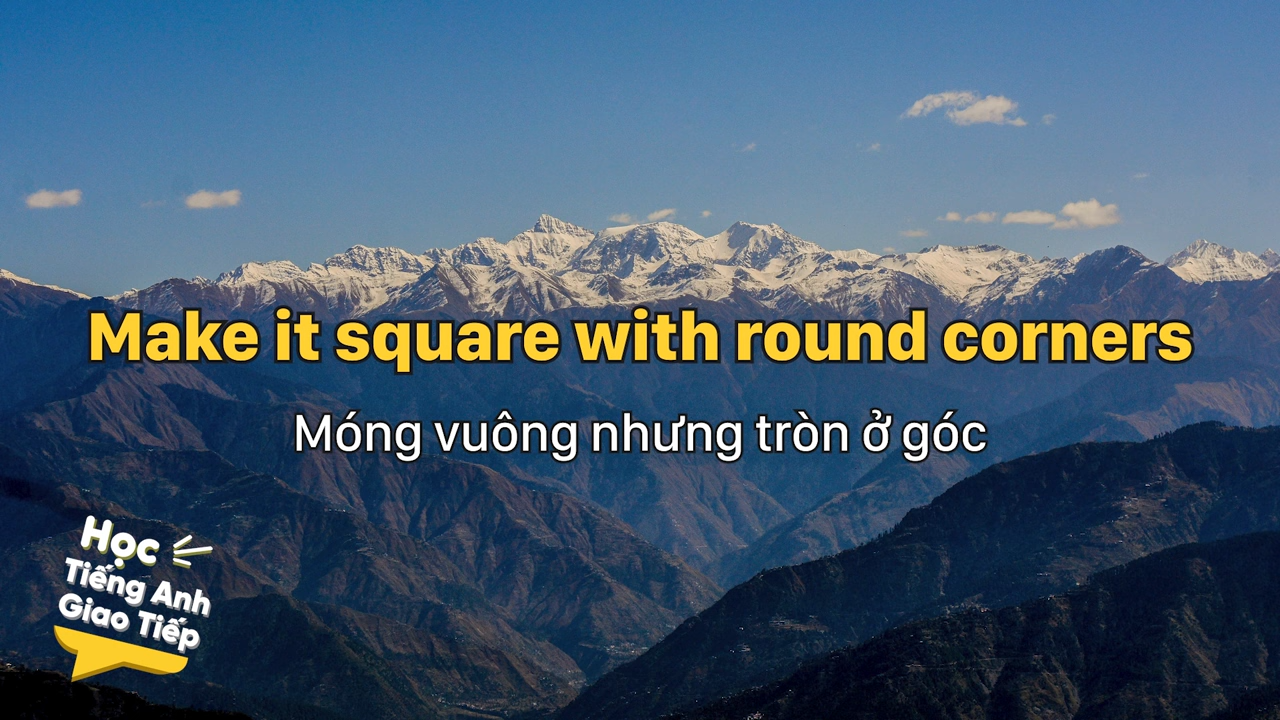 Make it square with round corners
Móng vuông nhưng tròn ở góc
Học
Tiếng Anh
Giao Tiếp